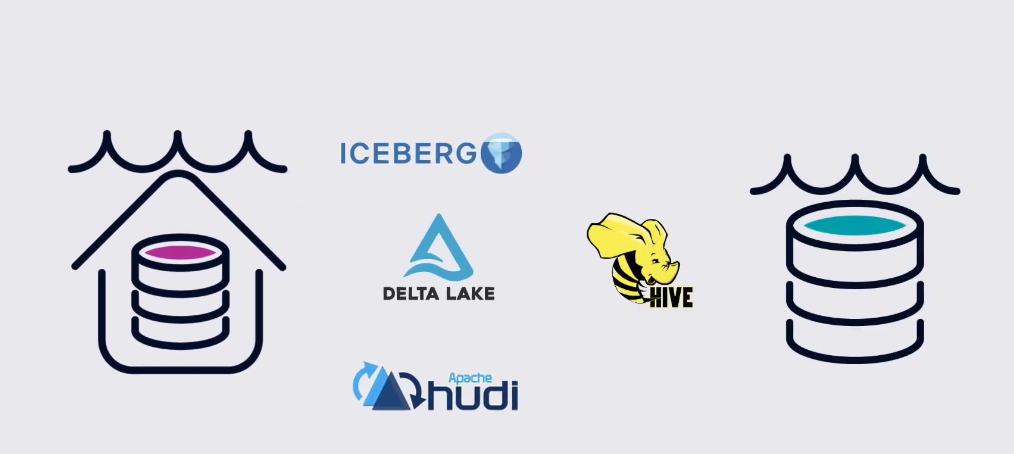 ICEBERG
DELTA LAKE
HIVE
Apache
hudi